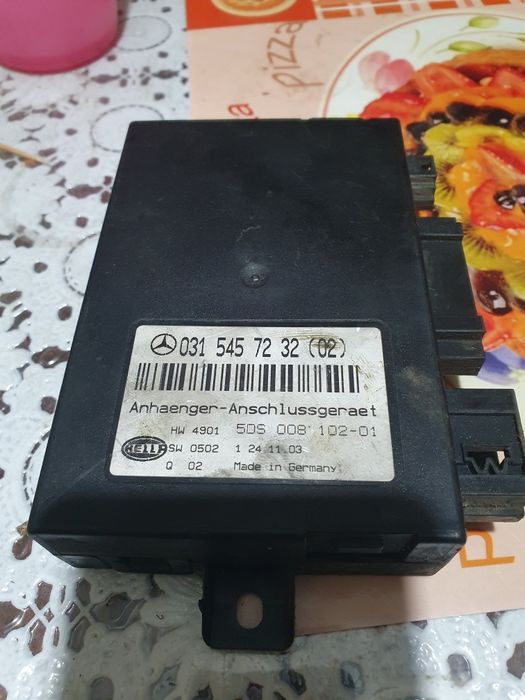 pizza
031 545 72 32 (02)
Anhaenger-Anschlussgeraet
HW 4901 5DS 008 102-01
HELLA SW 0502 1 24.11.03
Q 02 Made in Germany